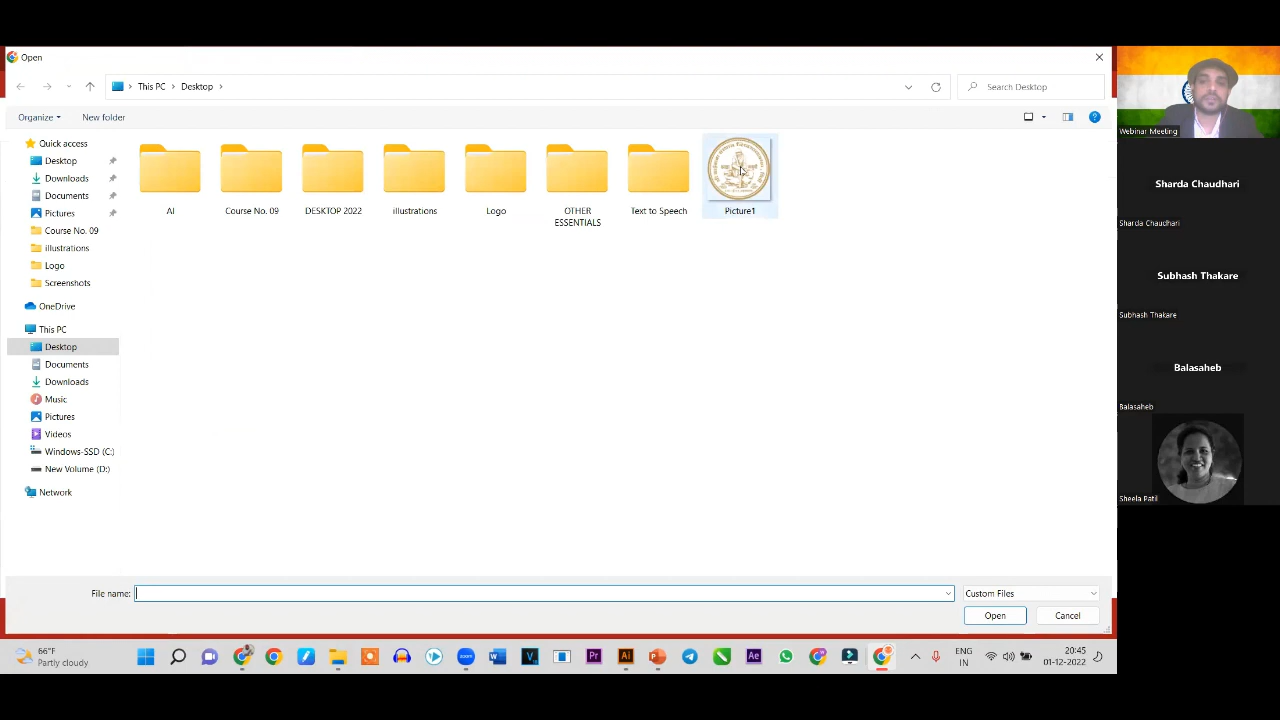 Open
This PC
Desktop
Search Desktop
Organize
New folder
Quick access
Desktop
Downloads
Documents
Pictures
Course No. 09
illustrations
Logo
Screenshots
OneDrive
This PC
Desktop
Documents
Downloads
Music
Pictures
Videos
Windows-SSD (C:)
New Volume (D:)
Network
AI
Course No. 09
DESKTOP 2022
illustrations
Logo
OTHER
ESSENTIALS
Text to Speech
Picture1
File name:
Custom Files
Open
Cancel
Webinar Meeting
Sharda Chaudhari
Sharda Chaudhari
Subhash Thakare
Subhash Thakare
Balasaheb
Balasaheb
Sheela Patil
66°F
Partly cloudy
zoom
W
V
Pr
Ai
P
Ae
ENG
IN
20:45
01-12-2022